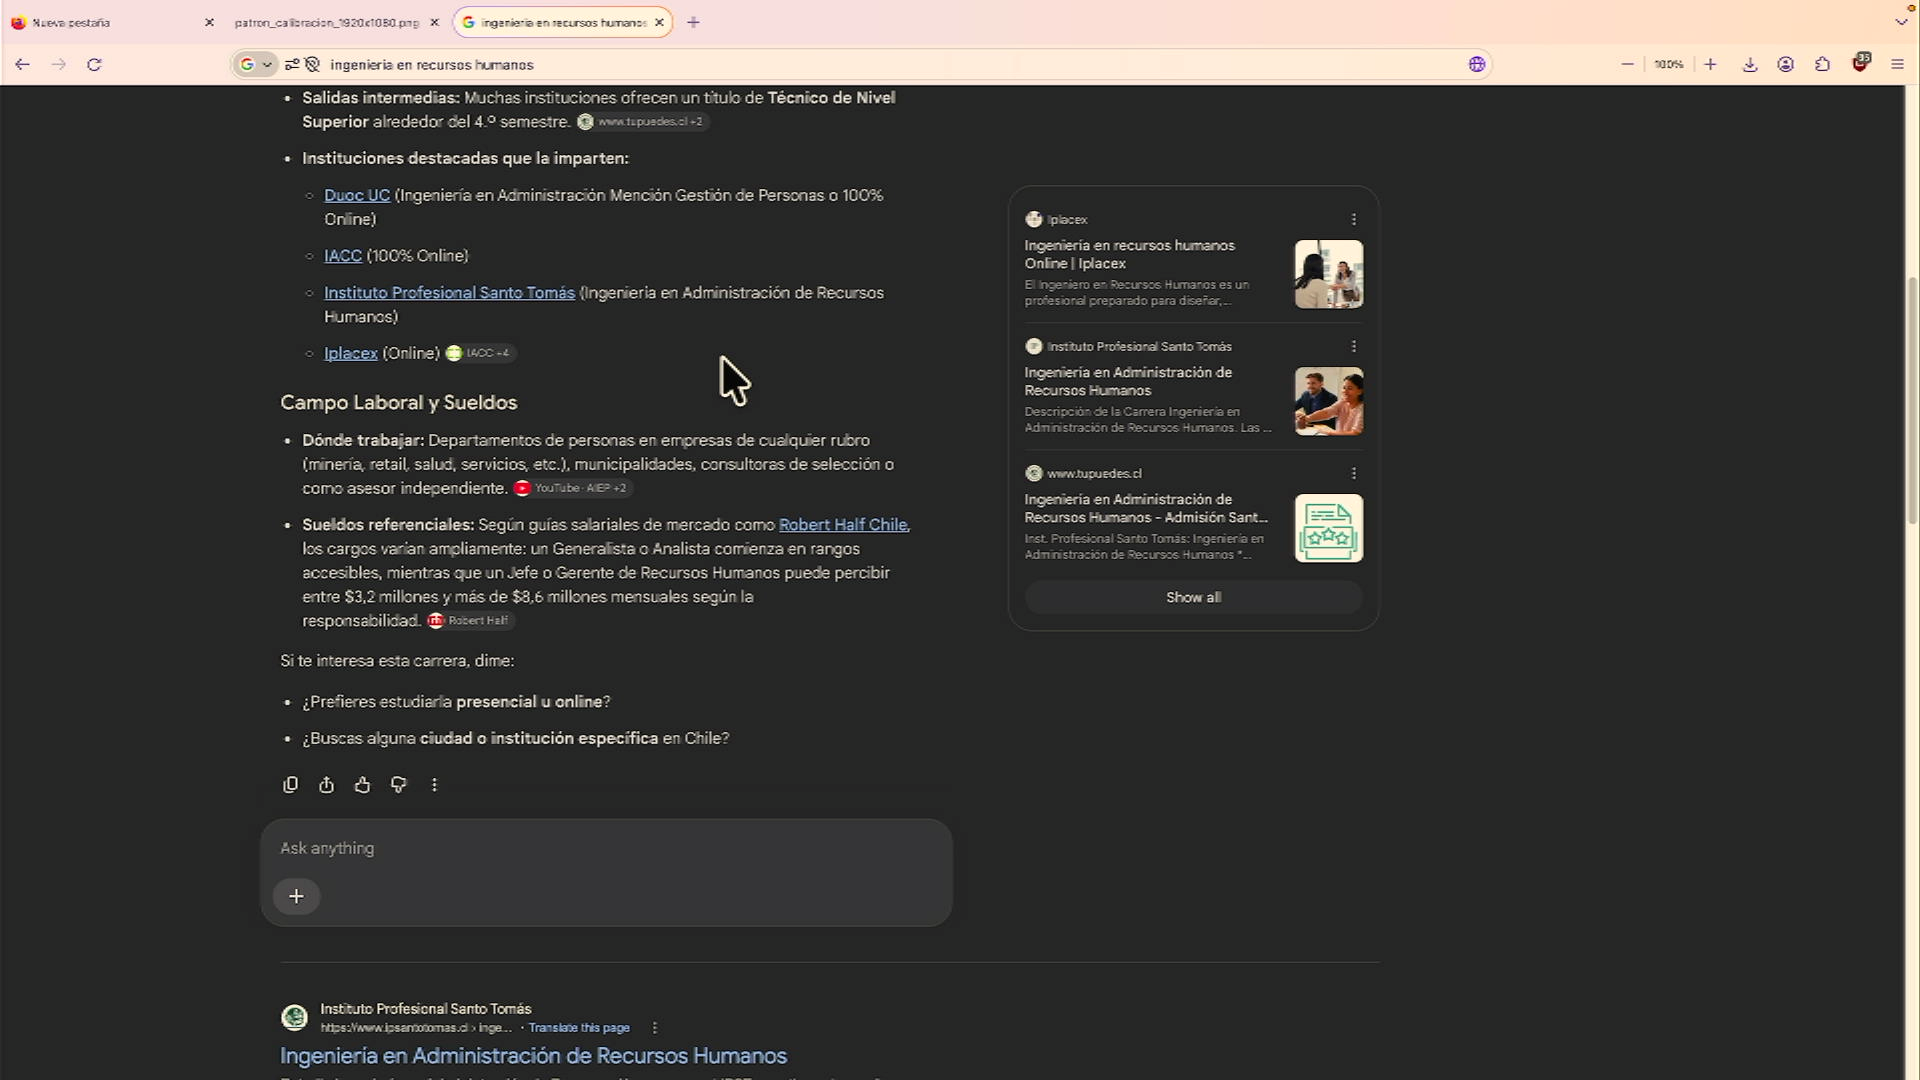 Nueva pestaña
patron_calibracion_1920x1080.png
ingenieria en recursos humanos
ingenieria en recursos humanos
100%
Salidas intermedias: Muchas instituciones ofrecen un título de Técnico de Nivel
Superior alrededor del 4.º semestre. www.tupuedes.cl +2
Instituciones destacadas que la imparten:
Duoc UC (Ingeniería en Administración Mención Gestión de Personas o 100%
Online)
IACC (100% Online)
Instituto Profesional Santo Tomás (Ingeniería en Administración de Recursos
Humanos)
Iplacex (Online) IACC +4
Campo Laboral y Sueldos
Dónde trabajar: Departamentos de personas en empresas de cualquier rubro
(minería, retail, salud, servicios, etc.), municipalidades, consultoras de selección o
como asesor independiente. YouTube · AIEP +2
Sueldos referenciales: Según guías salariales de mercado como Robert Half Chile,
los cargos varían ampliamente: un Generalista o Analista comienza en rangos
accesibles, mientras que un Jefe o Gerente de Recursos Humanos puede percibir
entre $3,2 millones y más de $8,6 millones mensuales según la
responsabilidad. Robert Half
Si te interesa esta carrera, dime:
¿Prefieres estudiarla presencial u online?
¿Buscas alguna ciudad o institución específica en Chile?
Ask anything
Iplacex
Ingeniería en recursos humanos
Online | Iplacex
El Ingeniero en Recursos Humanos es un
profesional preparado para diseñar,...
Instituto Profesional Santo Tomás
Ingeniería en Administración de
Recursos Humanos
Descripción de la Carrera Ingeniería en
Administración de Recursos Humanos. Las ...
www.tupuedes.cl
Ingeniería en Administración de
Recursos Humanos - Admisión Sant...
Inst. Profesional Santo Tomás: Ingeniería en
Administración de Recursos Humanos *...
Show all
Instituto Profesional Santo Tomás
https://www.ipsantotomas.cl › inge... · Translate this page
Ingeniería en Administración de Recursos Humanos